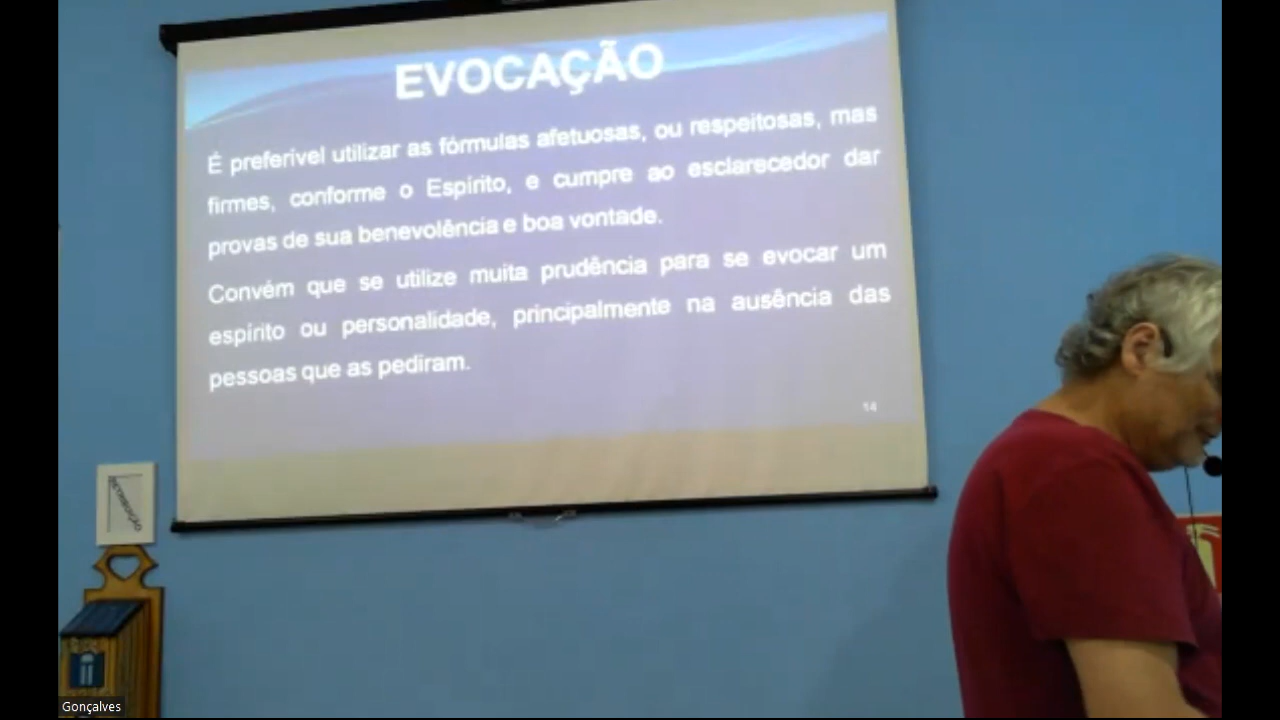 EVOCAÇÃO
É preferível utilizar as fórmulas afetuosas, ou respeitosas, mas
firmes, conforme o Espírito, e cumpre ao esclarecedor dar
provas de sua benevolência e boa vontade.
Convém que se utilize muita prudência para se evocar um
espírito ou personalidade, principalmente na ausência das
pessoas que as pediram.
14
Gonçalves